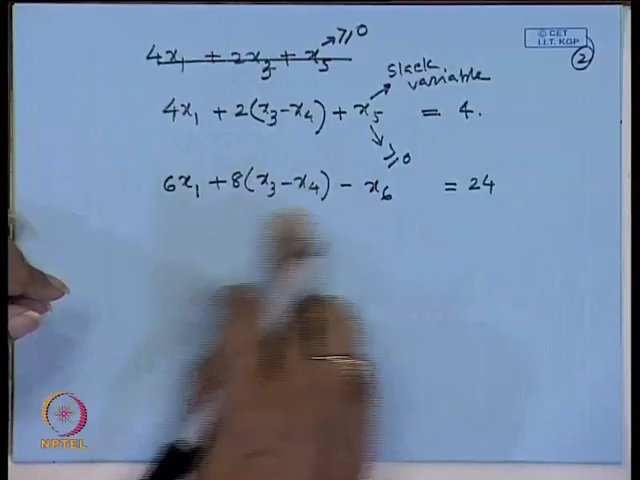 © CET
I.I.T. KGP
2
4x₁ + 2x₃ + x₅ → ≥ 0
slack variable
4x₁ + 2(x₃ - x₄) + x₅ = 4.
≥ 0
6x₁ + 8(x₃ - x₄) - x₆ = 24
NPTEL